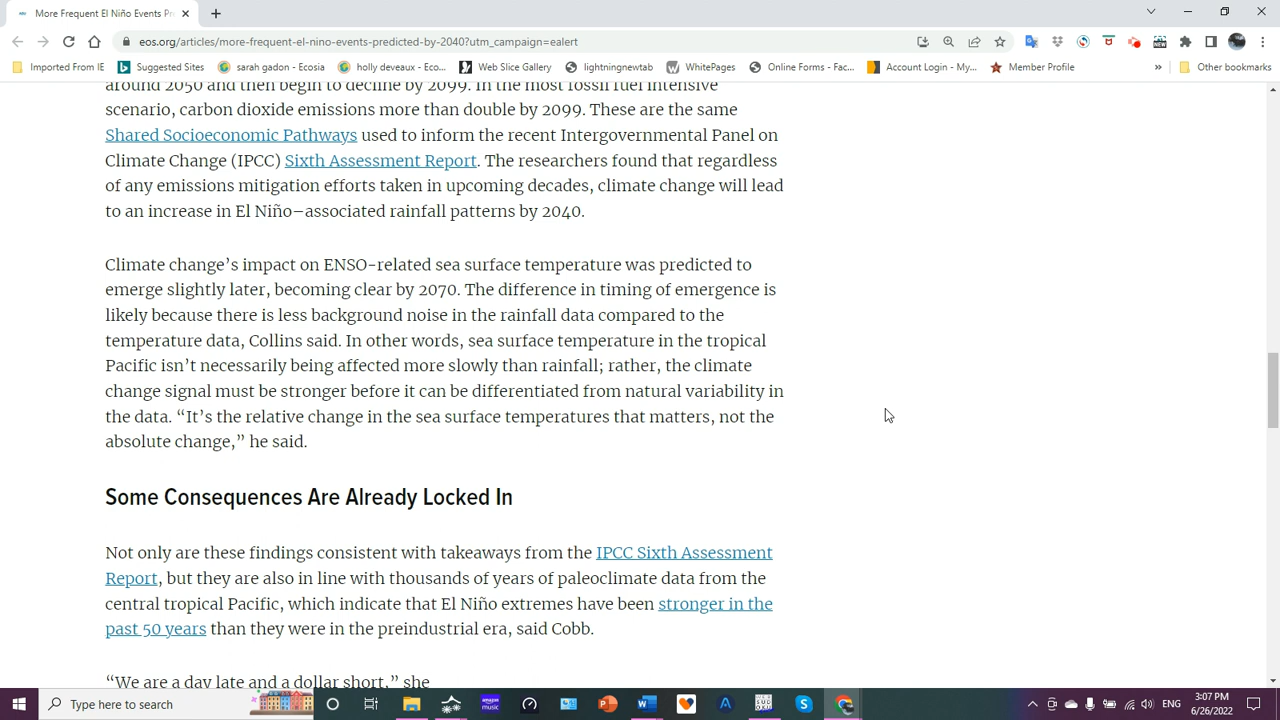 More Frequent El Niño Events Pr
eos.org/articles/more-frequent-el-nino-events-predicted-by-2040?utm_campaign=ealert
Imported From IE
Suggested Sites
sarah gadon - Ecosia
holly deveaux - Eco...
Web Slice Gallery
lightningnewtab
WhitePages
Online Forms - Fac...
Account Login - My...
Member Profile
»
Other bookmarks
around 2050 and then begin to decline by 2099. In the most fossil fuel intensive
scenario, carbon dioxide emissions more than double by 2099. These are the same
Shared Socioeconomic Pathways used to inform the recent Intergovernmental Panel on
Climate Change (IPCC) Sixth Assessment Report. The researchers found that regardless
of any emissions mitigation efforts taken in upcoming decades, climate change will lead
to an increase in El Niño–associated rainfall patterns by 2040.
Climate change’s impact on ENSO-related sea surface temperature was predicted to
emerge slightly later, becoming clear by 2070. The difference in timing of emergence is
likely because there is less background noise in the rainfall data compared to the
temperature data, Collins said. In other words, sea surface temperature in the tropical
Pacific isn’t necessarily being affected more slowly than rainfall; rather, the climate
change signal must be stronger before it can be differentiated from natural variability in
the data. “It’s the relative change in the sea surface temperatures that matters, not the
absolute change,” he said.
Some Consequences Are Already Locked In
Not only are these findings consistent with takeaways from the IPCC Sixth Assessment
Report, but they are also in line with thousands of years of paleoclimate data from the
central tropical Pacific, which indicate that El Niño extremes have been stronger in the
past 50 years than they were in the preindustrial era, said Cobb.
“We are a day late and a dollar short,” she
Type here to search
ENG
3:07 PM
6/26/2022